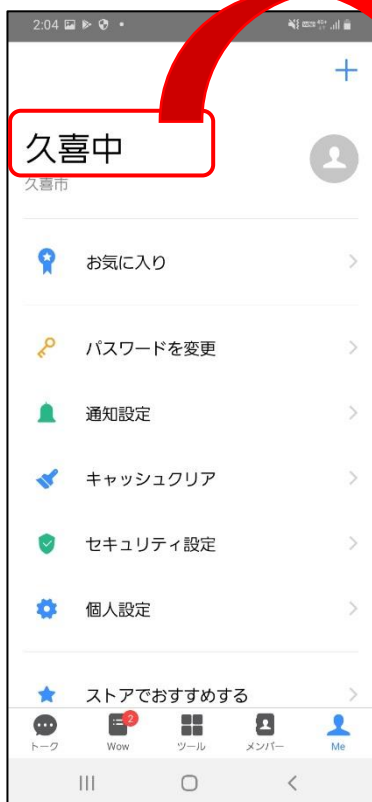 2:04
久喜中
久喜市
お気に入り
パスワードを変更
通知設定
キャッシュクリア
セキュリティ設定
個人設定
ストアでおすすめする
2
トーク Wow ツール メンバー Me